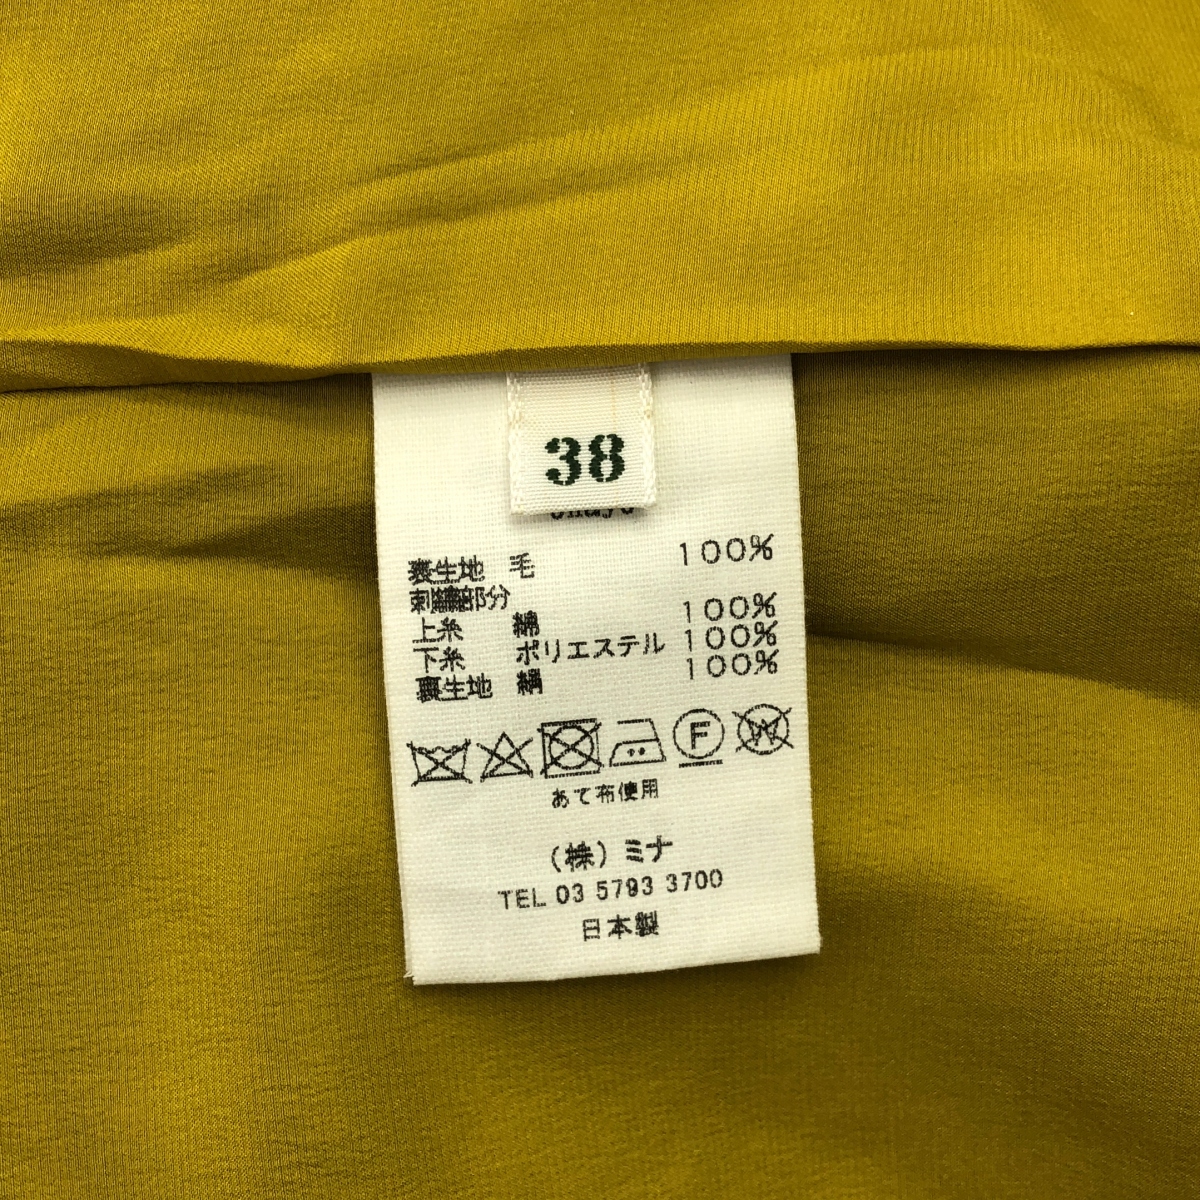 38
表生地 毛 100%
刺繍部分
上糸 綿 100%
下糸 ポリエステル 100%
裏生地 絹 100%
F
W
あて布使用
(株)ミナ
TEL 03 5793 3700
日本製